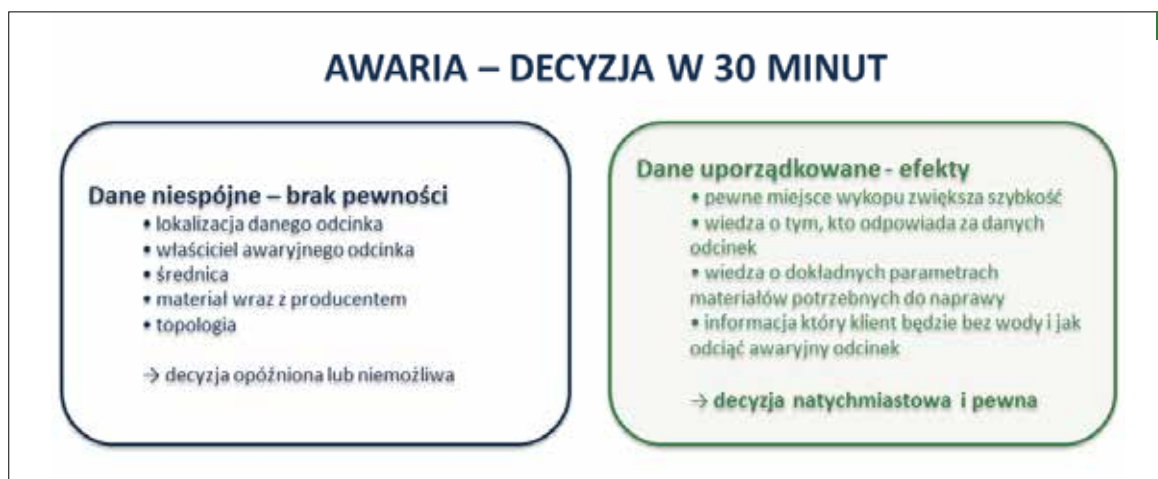 AWARIA – DECYZJA W 30 MINUT
Dane niespójne – brak pewności
• lokalizacja danego odcinka
• właściciel awaryjnego odcinka
• średnica
• materiał wraz z producentem
• topologia
→ decyzja opóźniona lub niemożliwa
Dane uporządkowane - efekty
• pewne miejsce wykopu zwiększa szybkość
• wiedza o tym, kto odpowiada za danych
odcinek
• wiedza o dokładnych parametrach
materiałów potrzebnych do naprawy
• informacja który klient będzie bez wody i jak
odciąć awaryjny odcinek
→ decyzja natychmiastowa i pewna